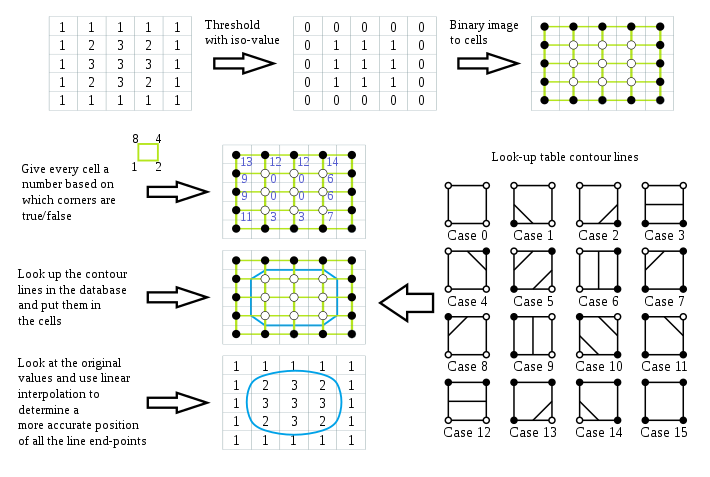 1 1 1 1 1
1 2 3 2 1
1 3 3 3 1
1 2 3 2 1
1 1 1 1 1
Threshold
with iso-value
0 0 0 0 0
0 1 1 1 0
0 1 1 1 0
0 1 1 1 0
0 0 0 0 0
Binary image
to cells
Give every cell a
number based on
which corners are
true/false
8 4
1 2
13 12 12 14
9 0 0 6
9 0 0 6
11 3 3 7
Look up the contour
lines in the database
and put them in
the cells
Look at the original
values and use linear
interpolation to
determine a
more accurate position
of all the line end-points
1 1 1 1 1
1 2 3 2 1
1 3 3 3 1
1 2 3 2 1
1 1 1 1 1
Look-up table contour lines
Case 0 Case 1 Case 2 Case 3
Case 4 Case 5 Case 6 Case 7
Case 8 Case 9 Case 10 Case 11
Case 12 Case 13 Case 14 Case 15